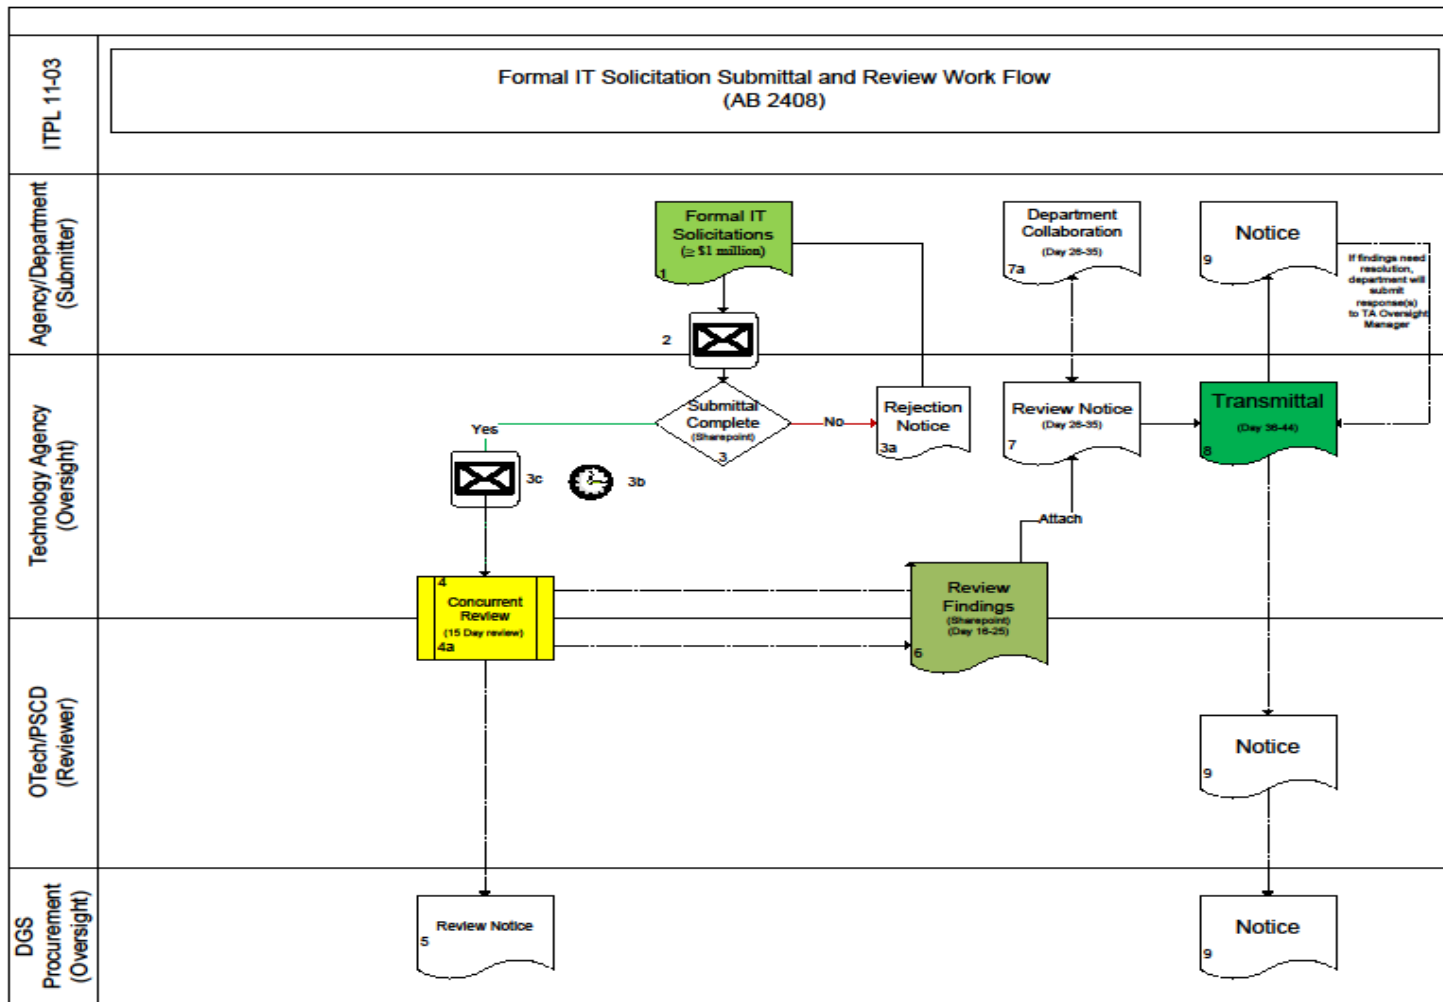 ITPL 11-03
Formal IT Solicitation Submittal and Review Work Flow
(AB 2408)
Agency/Department
(Submitter)
Formal IT
Solicitations
(≥ $1 million)
1
2
Department
Collaboration
(Day 26-35)
7a
Notice
9
If findings need
resolution,
department will
submit
response(s)
to TA Oversight
Manager
Technology Agency
(Oversight)
Submittal
Complete
(Sharepoint)
3
Yes
No
Rejection
Notice
3a
3c
3b
Review Notice
(Day 26-35)
7
Transmittal
(Day 36-44)
8
Attach
4
Concurrent
Review
(15 Day review)
4a
Review
Findings
(Sharepoint)
(Day 16-25)
6
OTech/PSCD
(Reviewer)
Notice
9
DGS
Procurement
(Oversight)
Review Notice
5
Notice
9